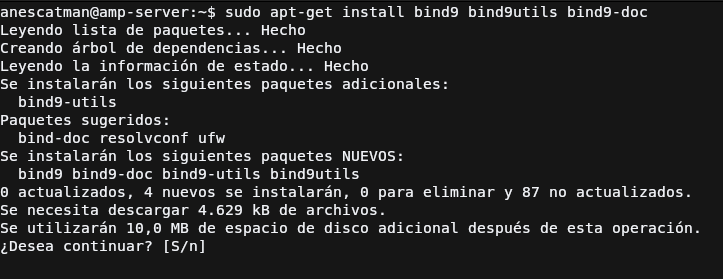 anescatman@amp-server:~$ sudo apt-get install bind9 bind9utils bind9-doc
Leyendo lista de paquetes... Hecho
Creando árbol de dependencias... Hecho
Leyendo la información de estado... Hecho
Se instalarán los siguientes paquetes adicionales:
  bind9-utils
Paquetes sugeridos:
  bind-doc resolvconf ufw
Se instalarán los siguientes paquetes NUEVOS:
  bind9 bind9-doc bind9-utils bind9utils
0 actualizados, 4 nuevos se instalarán, 0 para eliminar y 87 no actualizados.
Se necesita descargar 4.629 kB de archivos.
Se utilizarán 10,0 MB de espacio de disco adicional después de esta operación.
¿Desea continuar? [S/n]